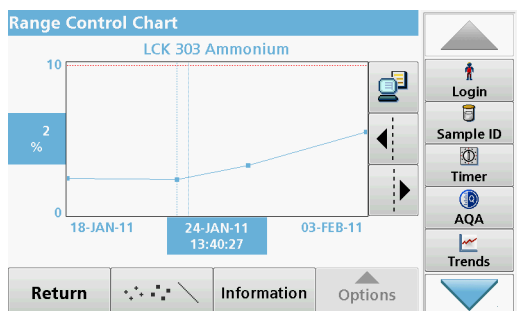 Range Control Chart
LCK 303 Ammonium
10
2
%
0
18-JAN-11
24-JAN-11
13:40:27
03-FEB-11
Return
Information
Options
Login
Sample ID
Timer
AQA
Trends